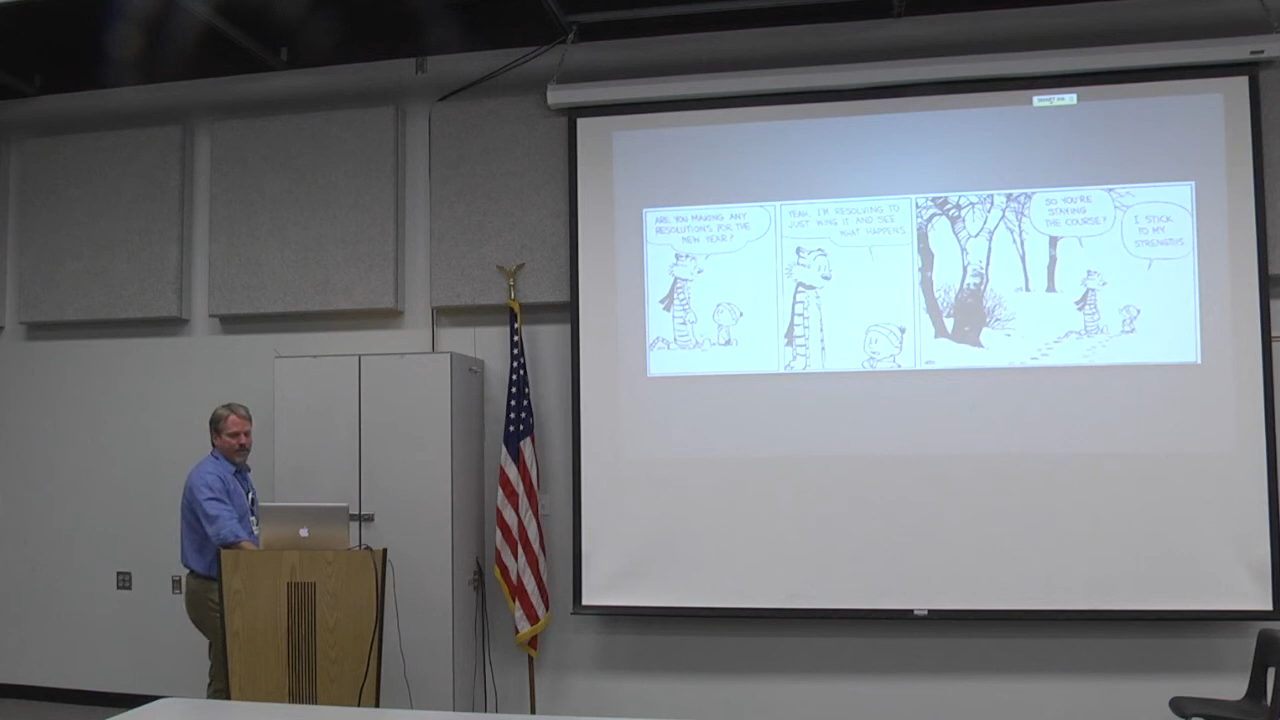 ARE YOU MAKING ANY
RESOLUTIONS FOR THE
NEW YEAR?
YEAH. I'M RESOLVING TO
JUST WING IT AND SEE
WHAT HAPPENS.
SO YOU'RE
STAYING
THE COURSE?
I STICK
TO MY
STRENGTHS.